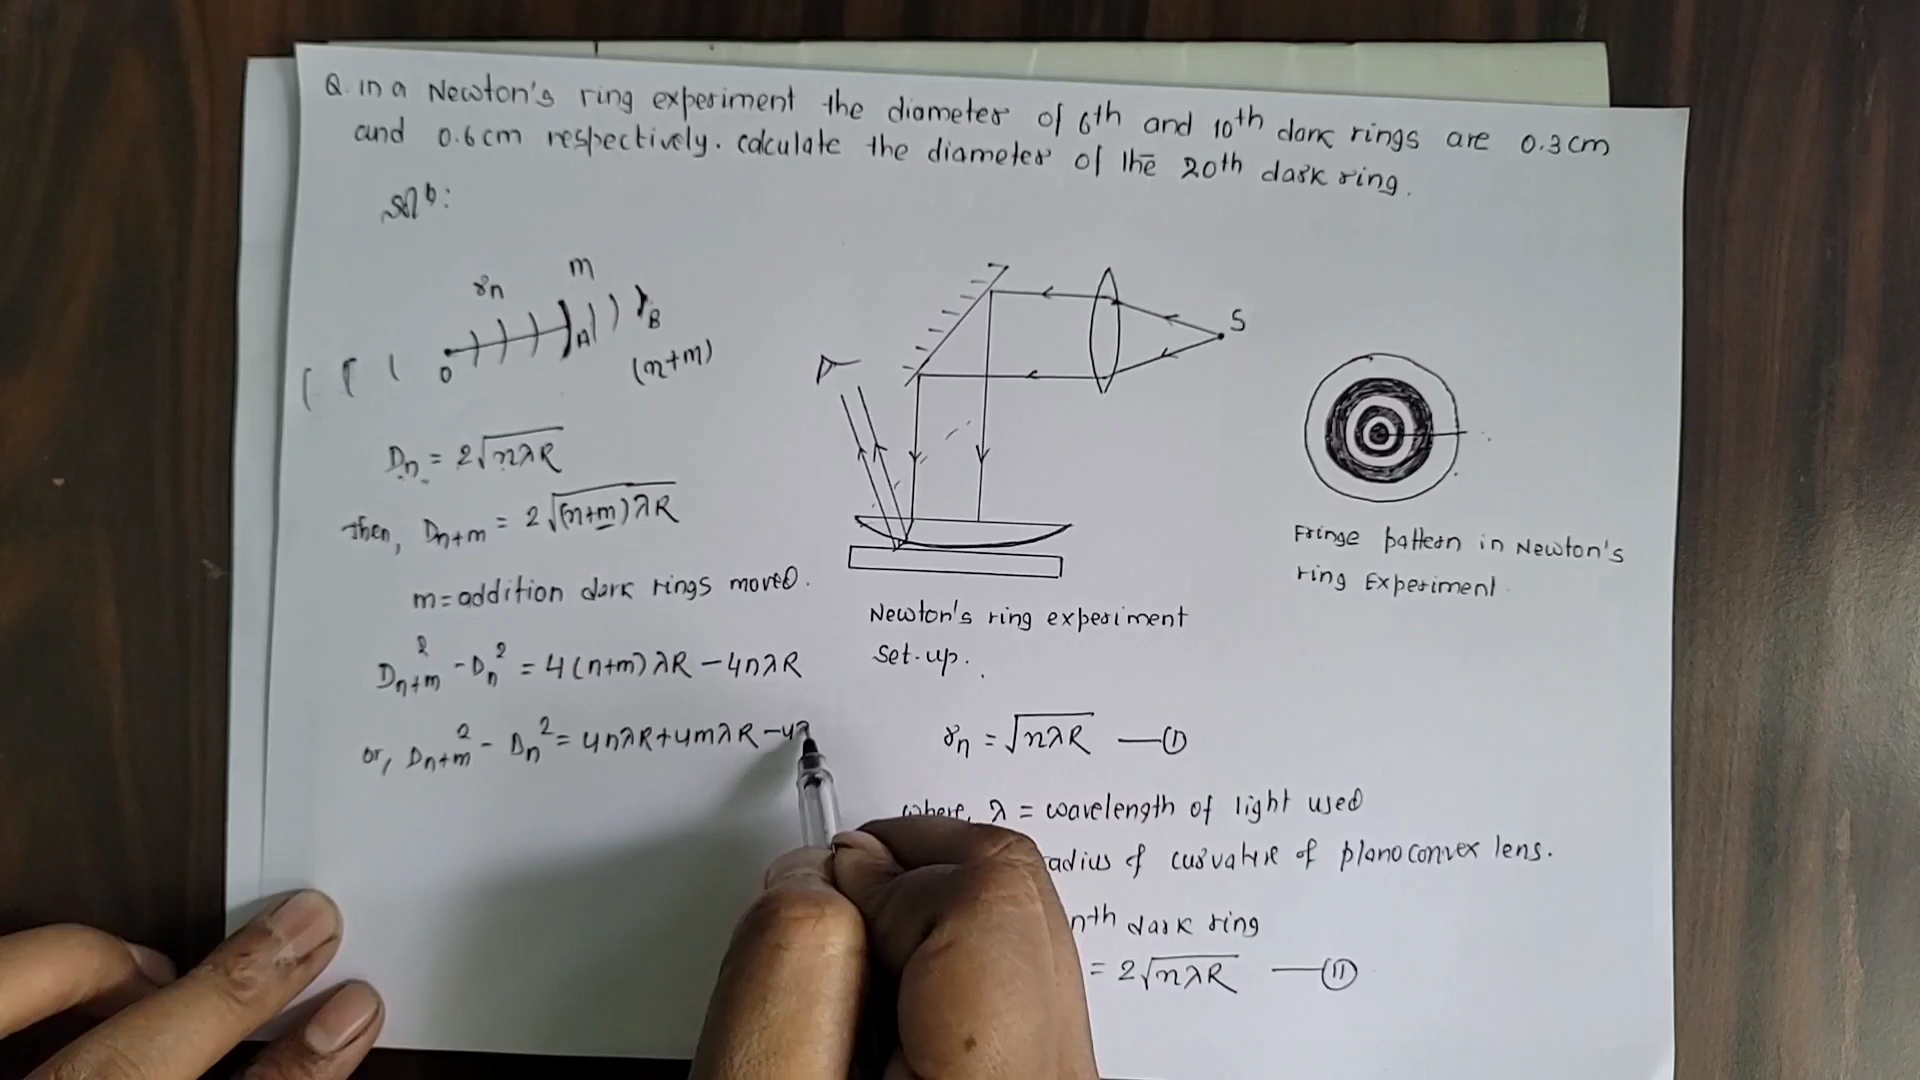 Q. In a Newton's ring experiment the diameter of 6th and 10th dark rings are 0.3cm
and 0.6cm respectively. calculate the diameter of the 20th dark ring.
Solⁿ:
rn
m
O
A
B
(n+m)
S
Dn = 2√nλR
then, Dn+m = 2√(n+m)λR
m=addition dark rings moved.
D²n+m - Dn² = 4(n+m)λR - 4nλR
or, D²n+m - Dn² = 4nλR+4mλR-4
Newton's ring experiment
set-up.
Fringe pattern in Newton's
ring Experiment
rn = √nλR —(I)
where, λ = wavelength of light used
adius of curvature of planoconvex lens.
nth dark ring
= 2√nλR —(II)